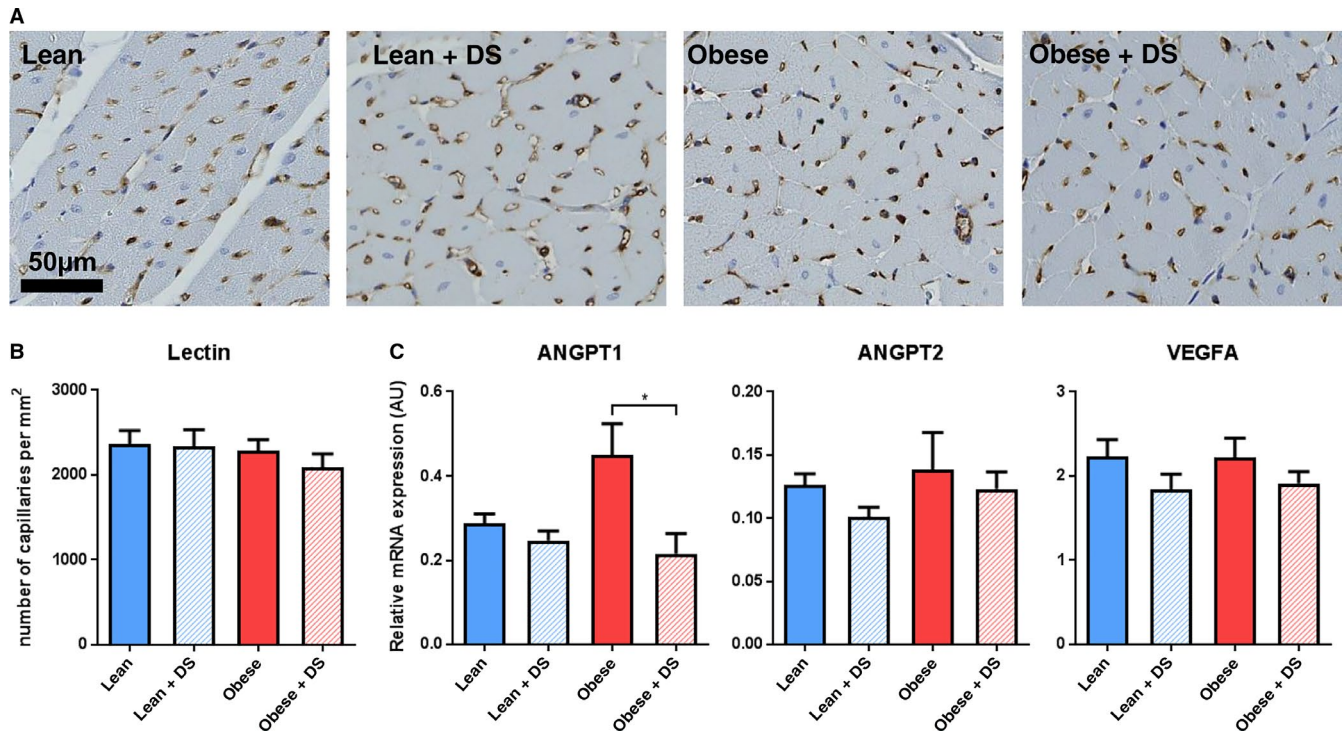 A
Lean
Lean + DS
Obese
Obese + DS
50µm
B
Lectin
number of capillaries per mm2
3000
2000
1000
0
Lean
Lean + DS
Obese
Obese + DS
C
ANGPT1
Relative mRNA expression (AU)
0.6
0.4
0.2
0.0
*
Lean
Lean + DS
Obese
Obese + DS
ANGPT2
0.20
0.15
0.10
0.05
0.00
Lean
Lean + DS
Obese
Obese + DS
VEGFA
3
2
1
0
Lean
Lean + DS
Obese
Obese + DS